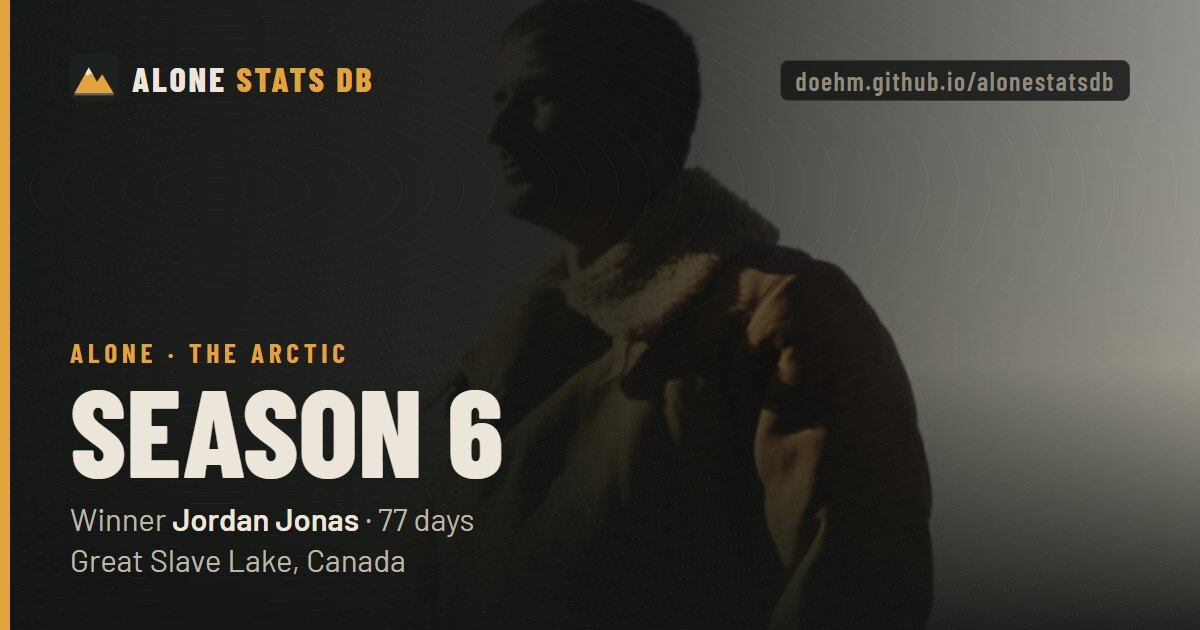 ALONE STATS DB
doehm.github.io/alonestatsdb
ALONE · THE ARCTIC
SEASON 6
Winner Jordan Jonas · 77 days
Great Slave Lake, Canada